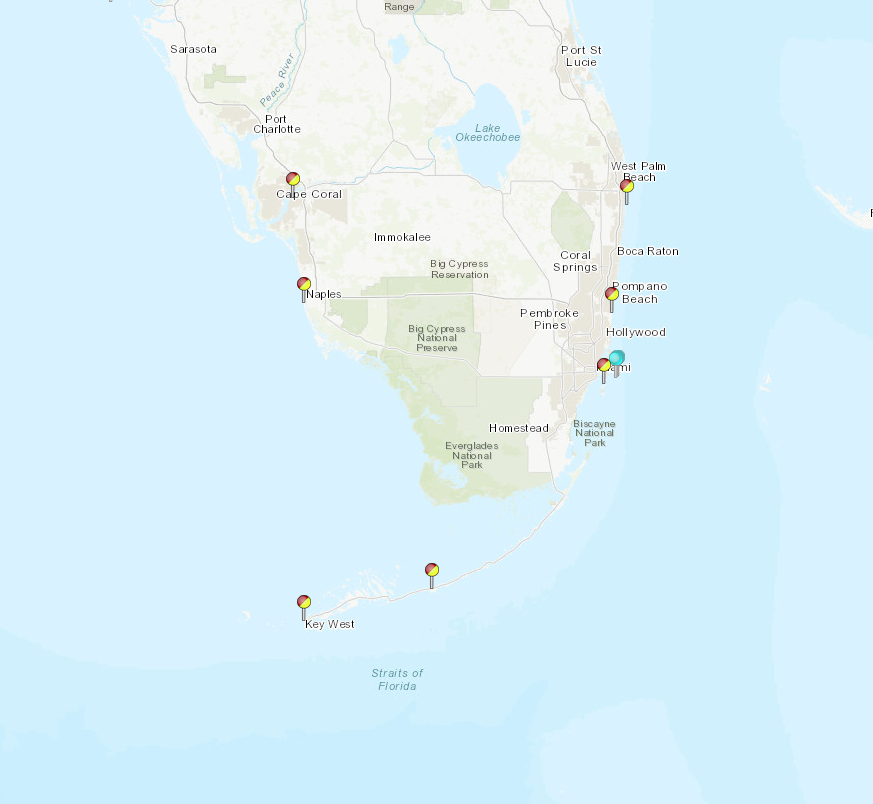 Range
Sarasota
Port St
Lucie
Peace River
Port
Charlotte
Lake
Okeechobee
West Palm
Beach
Cape Coral
Immokalee
Boca Raton
Coral
Springs
Big Cypress
Reservation
Naples
Pompano
Beach
Pembroke
Pines
Hollywood
Big Cypress
National
Preserve
Homestead
Biscayne
National
Park
Everglades
National
Park
Key West
Straits of
Florida